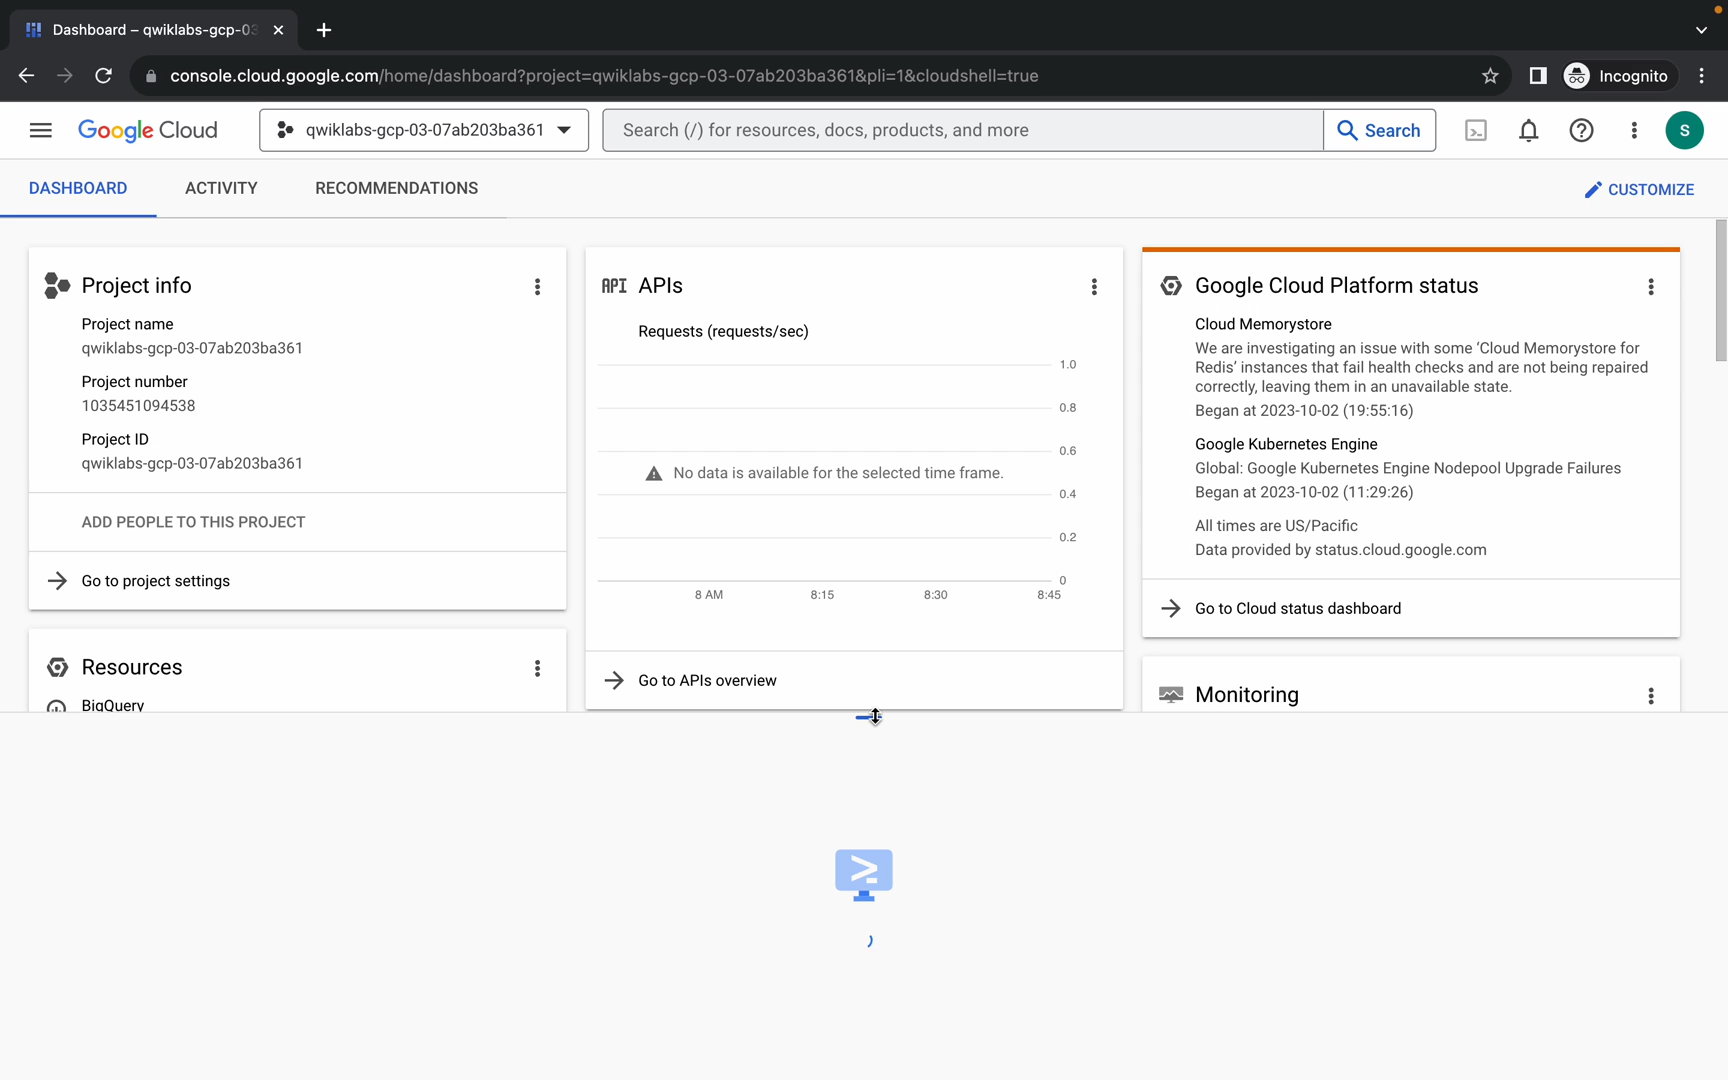 Dashboard – qwiklabs-gcp-03
console.cloud.google.com/home/dashboard?project=qwiklabs-gcp-03-07ab203ba361&pli=1&cloudshell=true
Incognito
Google Cloud
qwiklabs-gcp-03-07ab203ba361
Search (/) for resources, docs, products, and more
Search
S
DASHBOARD
ACTIVITY
RECOMMENDATIONS
CUSTOMIZE
Project info
Project name
qwiklabs-gcp-03-07ab203ba361
Project number
1035451094538
Project ID
qwiklabs-gcp-03-07ab203ba361
ADD PEOPLE TO THIS PROJECT
Go to project settings
Resources
BigQuery
API APIs
Requests (requests/sec)
1.0
0.8
0.6
No data is available for the selected time frame.
0.4
0.2
0
8 AM 8:15 8:30 8:45
Go to APIs overview
Google Cloud Platform status
Cloud Memorystore
We are investigating an issue with some ‘Cloud Memorystore for
Redis’ instances that fail health checks and are not being repaired
correctly, leaving them in an unavailable state.
Began at 2023-10-02 (19:55:16)
Google Kubernetes Engine
Global: Google Kubernetes Engine Nodepool Upgrade Failures
Began at 2023-10-02 (11:29:26)
All times are US/Pacific
Data provided by status.cloud.google.com
Go to Cloud status dashboard
Monitoring